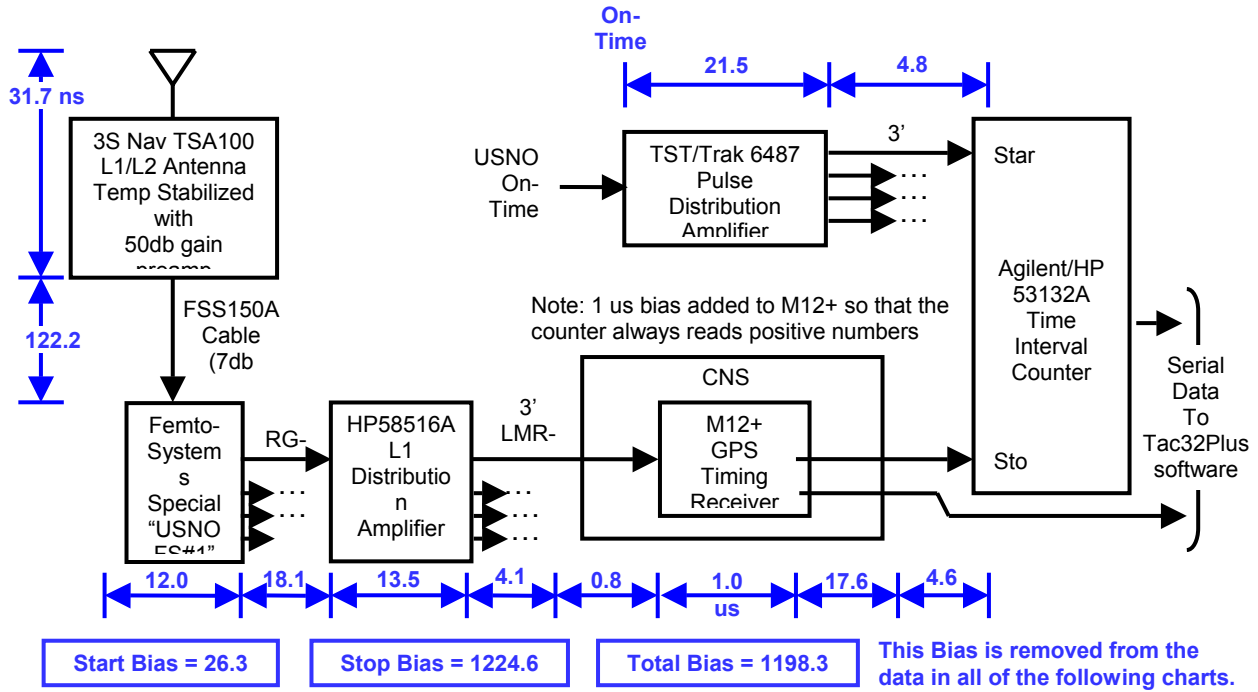 On-
Time
21.5
4.8
31.7 ns
3S Nav TSA100
L1/L2 Antenna
Temp Stabilized
with
50db gain
preamp
122.2
FSS150A
Cable
(7db
USNO
On-
Time
TST/Trak 6487
Pulse
Distribution
Amplifier
3’
...
...
...
Star
Sto
Agilent/HP
53132A
Time
Interval
Counter
Serial
Data
To
Tac32Plus
software
Note: 1 us bias added to M12+ so that the
counter always reads positive numbers
CNS
M12+
GPS
Timing
Receiver
Femto-
System
s
Special
“USNO
FS#1”
RG-
...
...
HP58516A
L1
Distributio
n
Amplifier
3’
LMR-
...
...
...
12.0
18.1
13.5
4.1
0.8
1.0
us
17.6
4.6
Start Bias = 26.3
Stop Bias = 1224.6
Total Bias = 1198.3
This Bias is removed from the
data in all of the following charts.